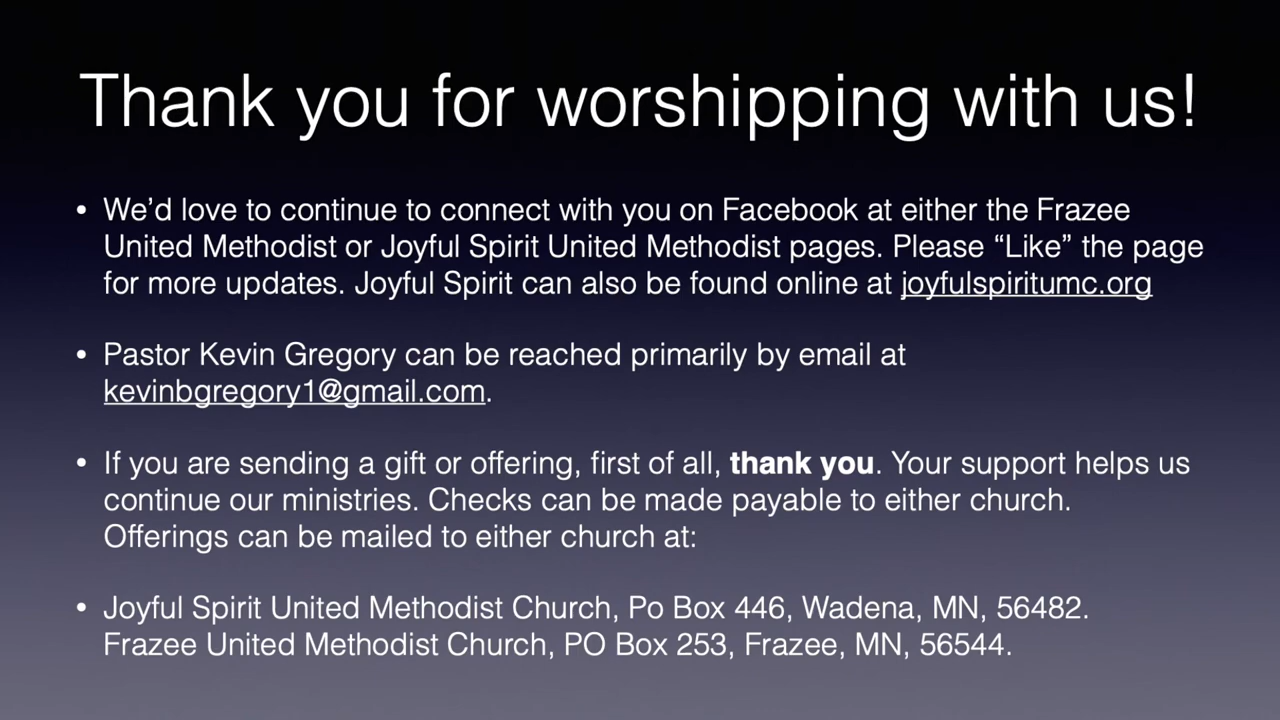 Thank you for worshipping with us!
• We’d love to continue to connect with you on Facebook at either the Frazee
United Methodist or Joyful Spirit United Methodist pages. Please “Like” the page
for more updates. Joyful Spirit can also be found online at joyfulspiritumc.org
• Pastor Kevin Gregory can be reached primarily by email at
kevinbgregory1@gmail.com.
• If you are sending a gift or offering, first of all, thank you. Your support helps us
continue our ministries. Checks can be made payable to either church.
Offerings can be mailed to either church at:
• Joyful Spirit United Methodist Church, Po Box 446, Wadena, MN, 56482.
Frazee United Methodist Church, PO Box 253, Frazee, MN, 56544.